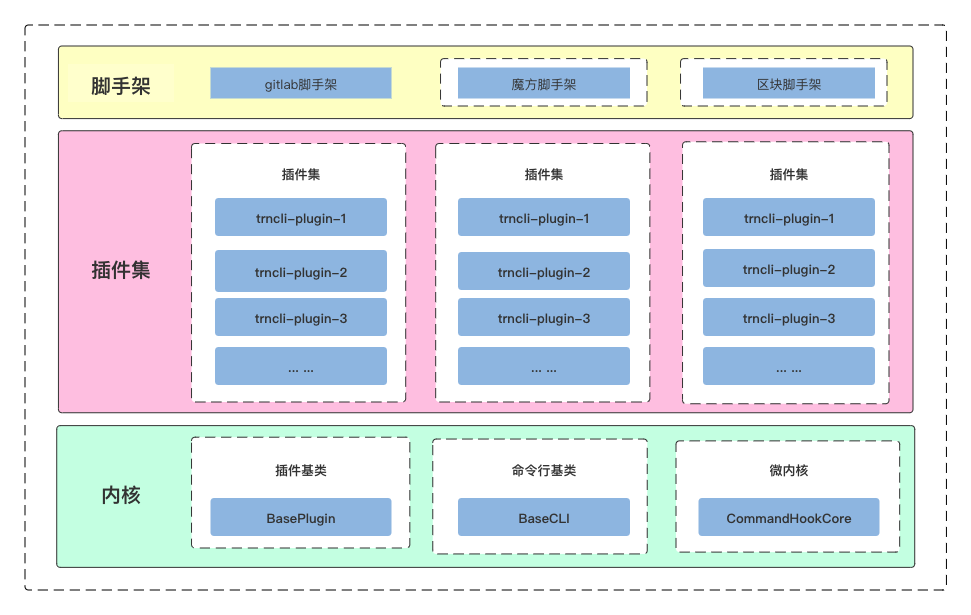 脚手架
gitlab脚手架
魔方脚手架
区块脚手架
插件集
插件集
trncli-plugin-1
trncli-plugin-2
trncli-plugin-3
... ...
插件集
trncli-plugin-1
trncli-plugin-2
trncli-plugin-3
... ...
插件集
trncli-plugin-1
trncli-plugin-2
trncli-plugin-3
... ...
内核
插件基类
BasePlugin
命令行基类
BaseCLI
微内核
CommandHookCore